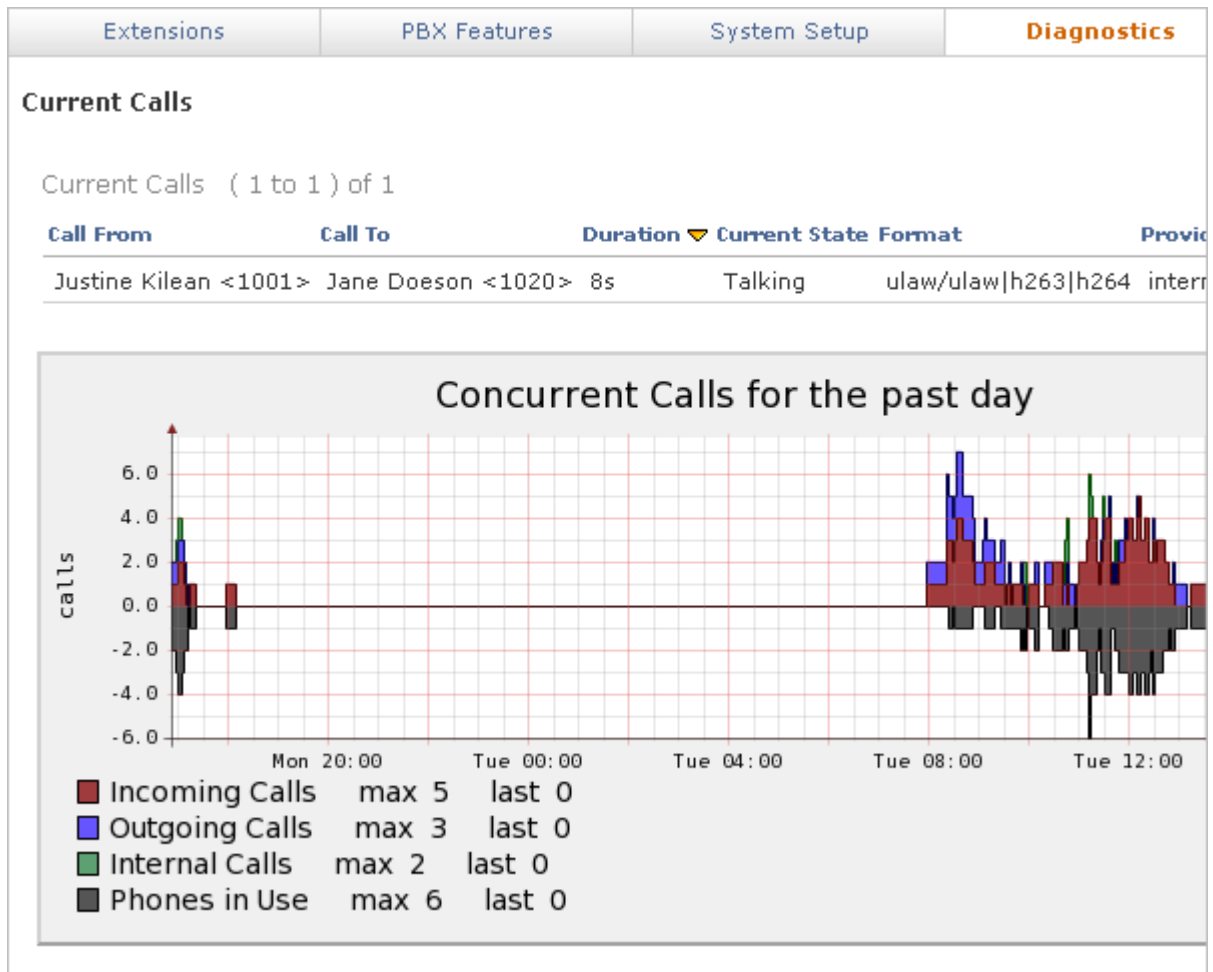 Extensions PBX Features System Setup Diagnostics
Current Calls
Current Calls ( 1 to 1 ) of 1
Call From Call To Duration Current State Format Provic
Justine Kilean <1001> Jane Doeson <1020> 8s Talking ulaw/ulaw|h263|h264 intern
Concurrent Calls for the past day
calls
6.0
4.0
2.0
0.0
-2.0
-4.0
-6.0
Mon 20:00 Tue 00:00 Tue 04:00 Tue 08:00 Tue 12:00
Incoming Calls max 5 last 0
Outgoing Calls max 3 last 0
Internal Calls max 2 last 0
Phones in Use max 6 last 0